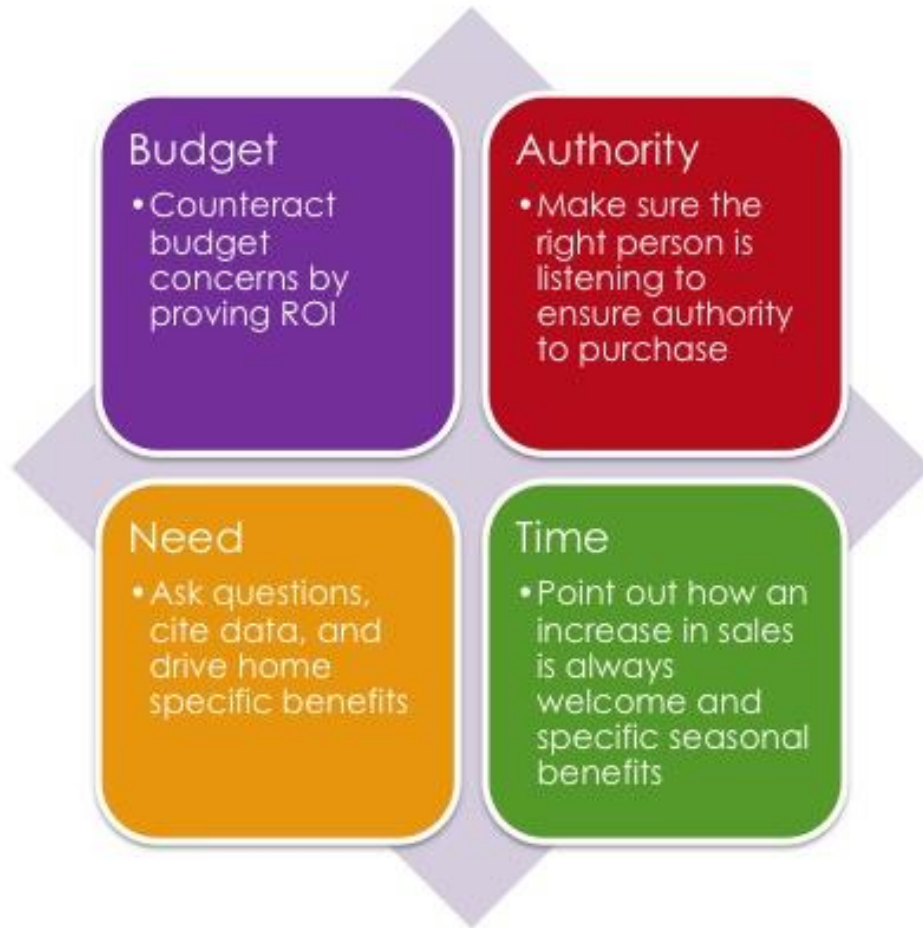 Budget
•Counteract
budget
concerns by
proving ROI
Authority
•Make sure the
right person is
listening to
ensure authority
to purchase
Need
•Ask questions,
cite data, and
drive home
specific benefits
Time
•Point out how an
increase in sales
is always
welcome and
specific seasonal
benefits